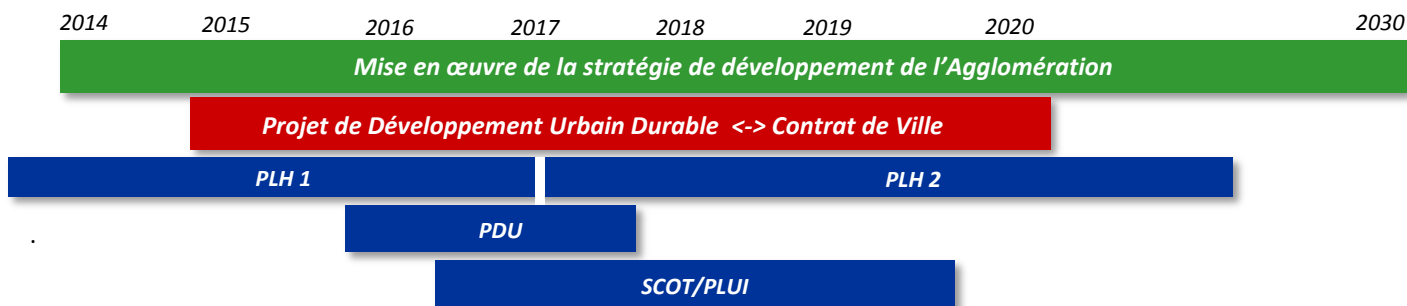 2014 2015 2016 2017 2018 2019 2020 2030
Mise en œuvre de la stratégie de développement de l’Agglomération
Projet de Développement Urbain Durable <-> Contrat de Ville
PLH 1 PLH 2
PDU
.
SCOT/PLUI